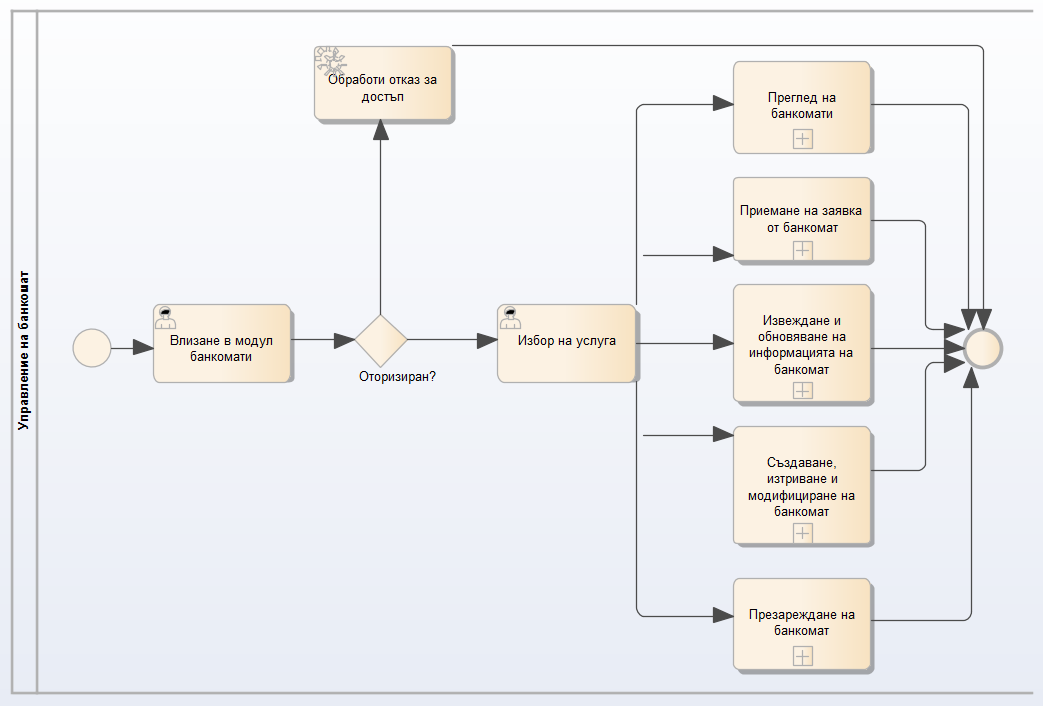 Управление на банкомат
Обработи отказ за
достъп
Влизане в модул
банкомати
Оторизиран?
Избор на услуга
Преглед на
банкомати
Приемане на заявка
от банкомат
Извеждане и
обновяване на
информацията на
банкомат
Създаване,
изтриване и
модифициране на
банкомат
Презареждане на
банкомат